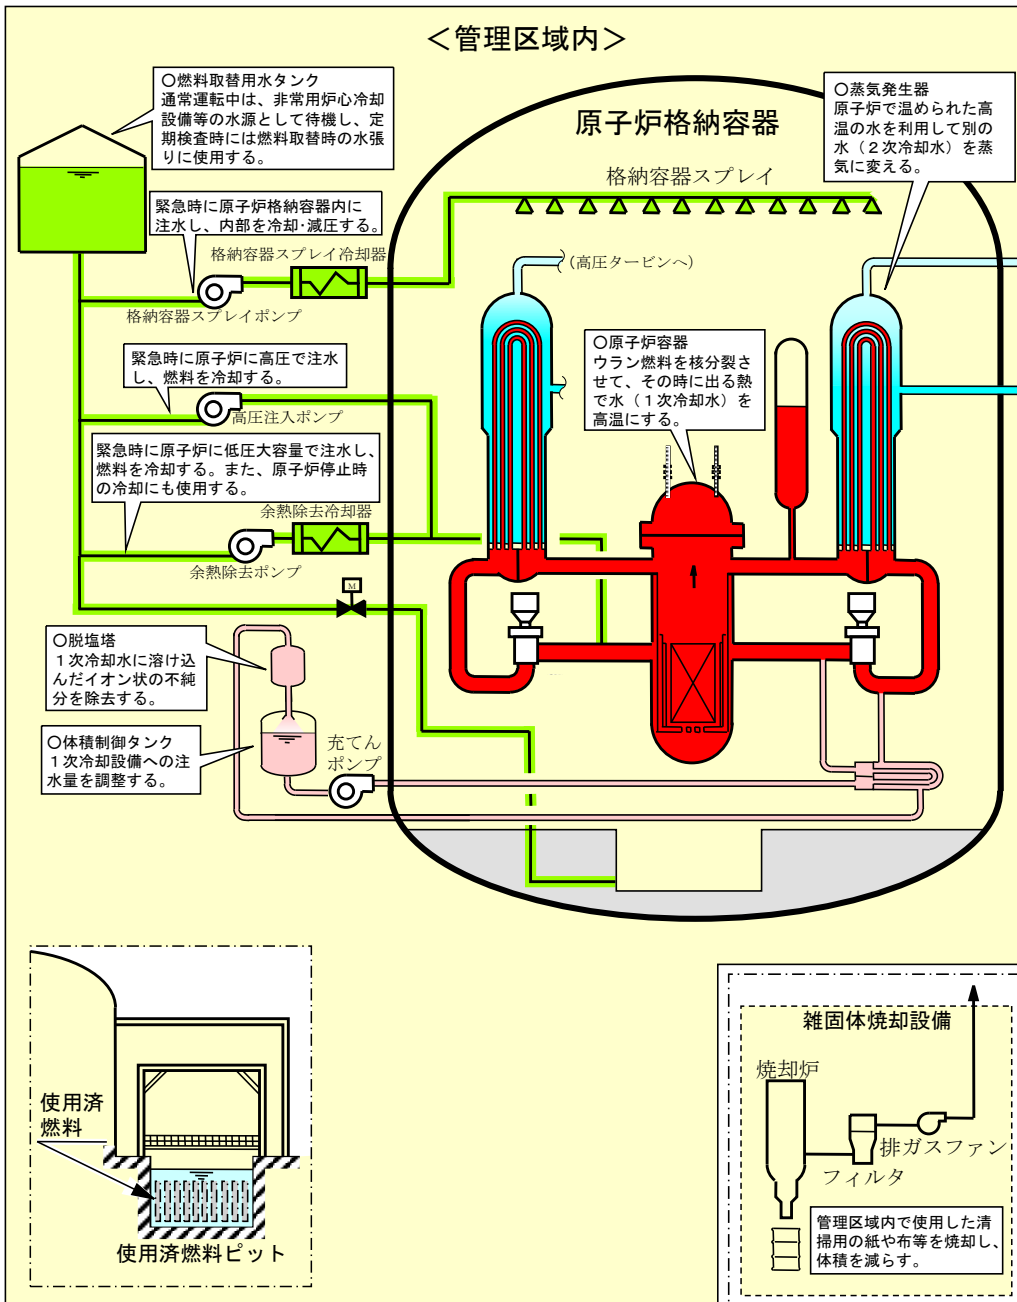 ＜管理区域内＞
〇燃料取替用水タンク
通常運転中は、非常用炉心冷却
設備等の水源として待機し、定
期検査時には燃料取替時の水張
りに使用する。
〇蒸気発生器
原子炉で温められた高
温の水を利用して別の
水（２次冷却水）を蒸
気に変える。
原子炉格納容器
格納容器スプレイ
緊急時に原子炉格納容器内に
注水し、内部を冷却・減圧する。
格納容器スプレイ冷却器
(高圧タービンへ)
格納容器スプレイポンプ
〇原子炉容器
ウラン燃料を核分裂さ
せて、その時に出る熱
で水（１次冷却水）を
高温にする。
緊急時に原子炉に高圧で注水
し、燃料を冷却する。
高圧注入ポンプ
緊急時に原子炉に低圧大容量で注水し、
燃料を冷却する。また、原子炉停止時
の冷却にも使用する。
余熱除去冷却器
余熱除去ポンプ
M
〇脱塩塔
１次冷却水に溶け込
んだイオン状の不純
分を除去する。
〇体積制御タンク
１次冷却設備への注
水量を調整する。
充てん
ポンプ
使用済
燃料
使用済燃料ピット
雑固体焼却設備
焼却炉
排ガスファン
フィルタ
管理区域内で使用した清
掃用の紙や布等を焼却し、
体積を減らす。